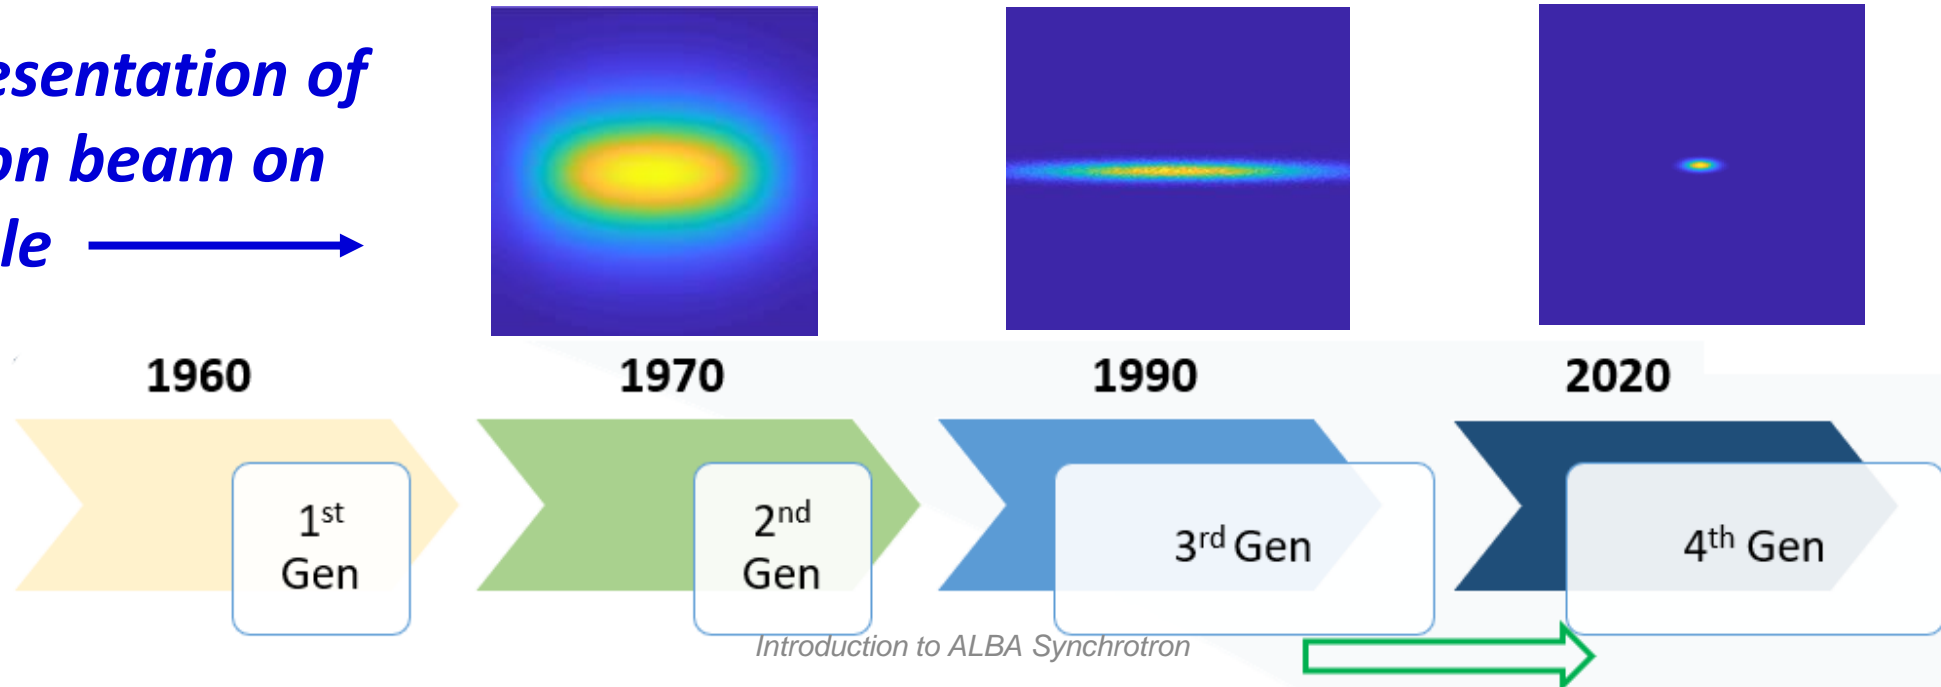 esentation of
on beam on
le
1960 1970 1990 2020
1st
Gen
2nd
Gen
3rd Gen
4th Gen
Introduction to ALBA Synchrotron